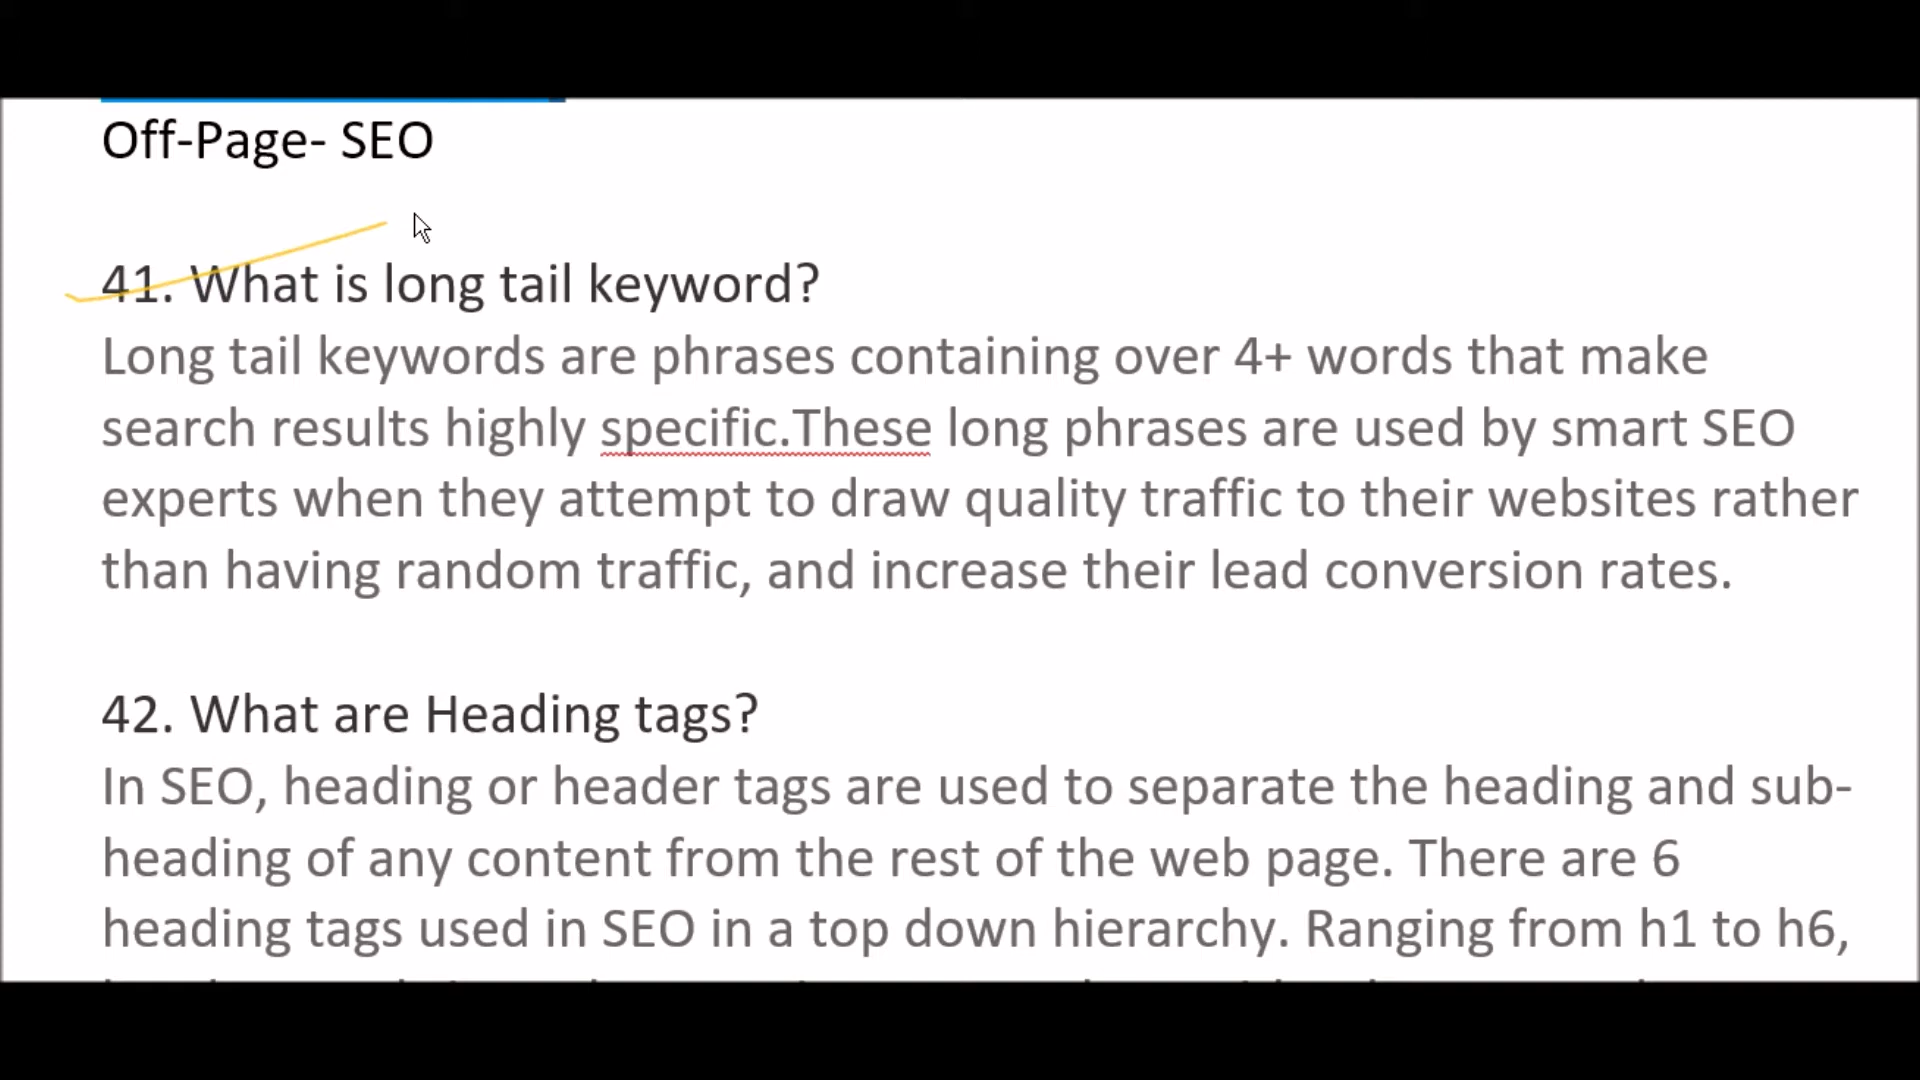 Off-Page- SEO
41. What is long tail keyword?
Long tail keywords are phrases containing over 4+ words that make
search results highly specific.These long phrases are used by smart SEO
experts when they attempt to draw quality traffic to their websites rather
than having random traffic, and increase their lead conversion rates.
42. What are Heading tags?
In SEO, heading or header tags are used to separate the heading and sub-
heading of any content from the rest of the web page. There are 6
heading tags used in SEO in a top down hierarchy. Ranging from h1 to h6,